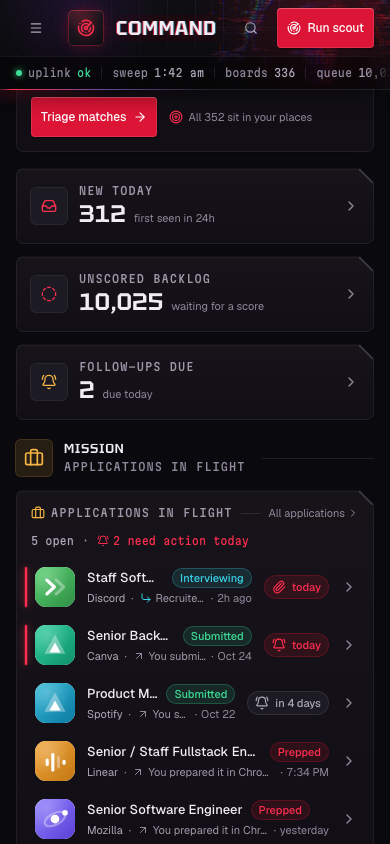 COMMAND
Run scout
uplink ok
sweep 1:42 am
boards 336
queue 10,0
Triage matches →
All 352 sit in your places
NEW TODAY
312 first seen in 24h
UNSCORED BACKLOG
10,025 waiting for a score
FOLLOW-UPS DUE
2 due today
MISSION
APPLICATIONS IN FLIGHT
APPLICATIONS IN FLIGHT
All applications
5 open · 2 need action today
Staff Soft… Interviewing
Discord · Recruite… · 2h ago
today
Senior Back… Submitted
Canva · You submi… · Oct 24
today
Product M… Submitted
Spotify · You s… · Oct 22
in 4 days
Senior / Staff Fullstack En… Prepped
Linear · You prepared it in Chro… · 7:34 PM
Senior Software Engineer Prepped
Mozilla · You prepared it in Chr… · yesterday